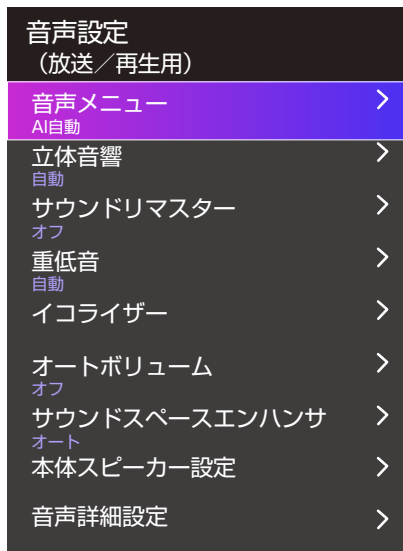 音声設定
（放送／再生用）
音声メニュー
AI自動
立体音響
自動
サウンドリマスター
オフ
重低音
自動
イコライザー
オートボリューム
オフ
サウンドスペースエンハンサ
オート
本体スピーカー設定
音声詳細設定